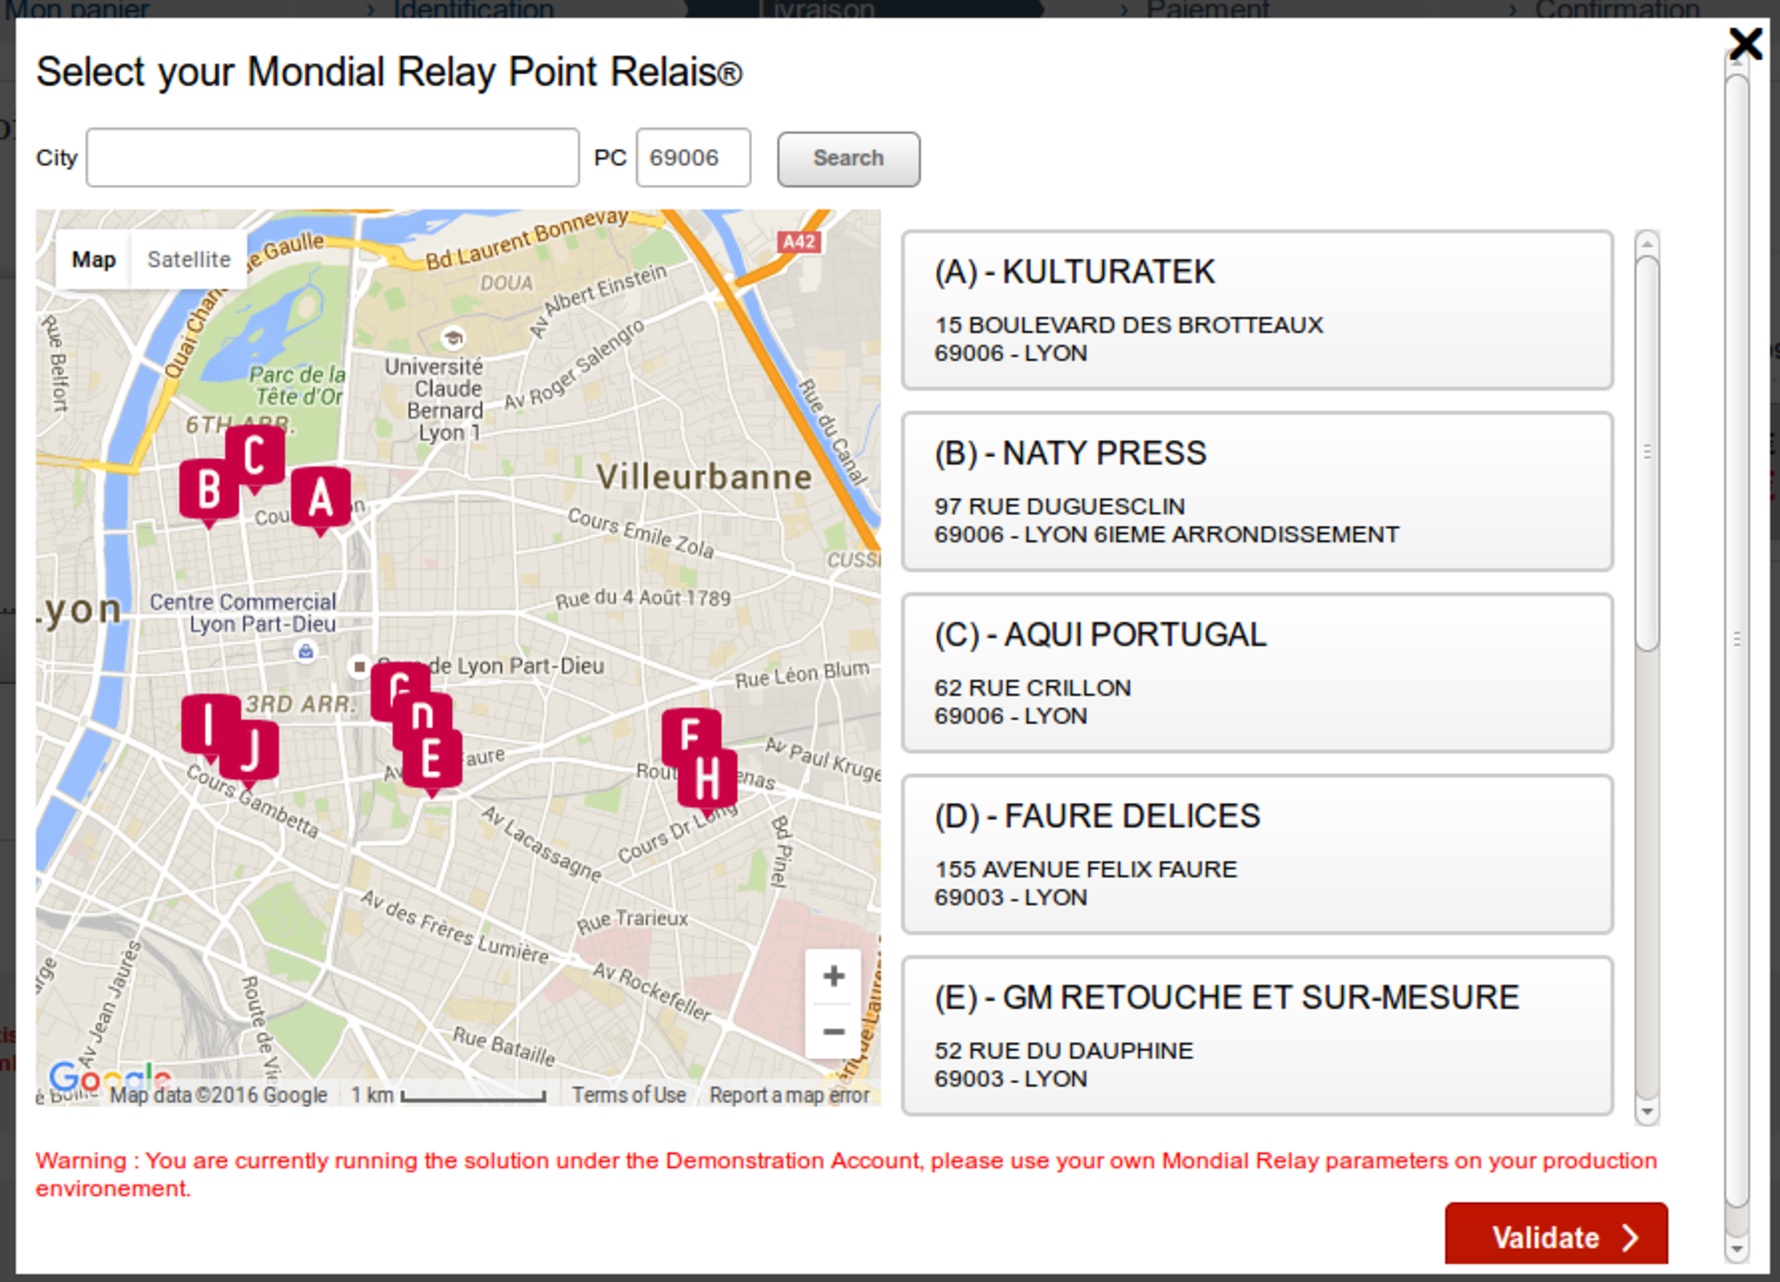 Mon panier
› Identification
Livraison
› Paiement
› Confirmation
Select your Mondial Relay Point Relais®
City
PC 69006
Search
Map
Satellite
de Gaulle
Bd Laurent Bonnevay
A42
DOUA
Av Albert Einstein
Quai
Rue Belfort
Parc de la
Tête d'Or
Université
Claude
Bernard
Lyon 1
Av Roger Salengro
Rue du Canal
6TH ARR.
C
B
A
Villeurbanne
Cours Emile Zola
Rue du 4 Août 1789
Lyon
Centre Commercial
Lyon Part-Dieu
de Lyon Part-Dieu
Rue Léon Blum
3RD ARR.
G
D
E
I
J
F
H
Av Paul Kruge
Cours Gambetta
Av Lacassagne
Cours Dr Long
Bd Pinel
Av des Frères Lumière
Rue Trarieux
Av Rockefeller
Av Jean Jaurès
Rue Bataille
+
−
Google
Map data ©2016 Google
1 km
Terms of Use
Report a map error
(A) - KULTURATEK
15 BOULEVARD DES BROTTEAUX
69006 - LYON
(B) - NATY PRESS
97 RUE DUGUESCLIN
69006 - LYON 6IEME ARRONDISSEMENT
(C) - AQUI PORTUGAL
62 RUE CRILLON
69006 - LYON
(D) - FAURE DELICES
155 AVENUE FELIX FAURE
69003 - LYON
(E) - GM RETOUCHE ET SUR-MESURE
52 RUE DU DAUPHINE
69003 - LYON
Warning : You are currently running the solution under the Demonstration Account, please use your own Mondial Relay parameters on your production
environement.
Validate